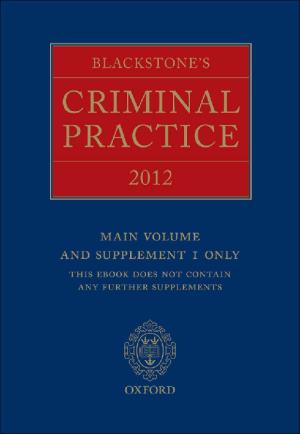 BLACKSTONE'S
CRIMINAL
PRACTICE
2012
MAIN VOLUME
AND SUPPLEMENT 1 ONLY
THIS EBOOK DOES NOT CONTAIN
ANY FURTHER SUPPLEMENTS
OXFORD